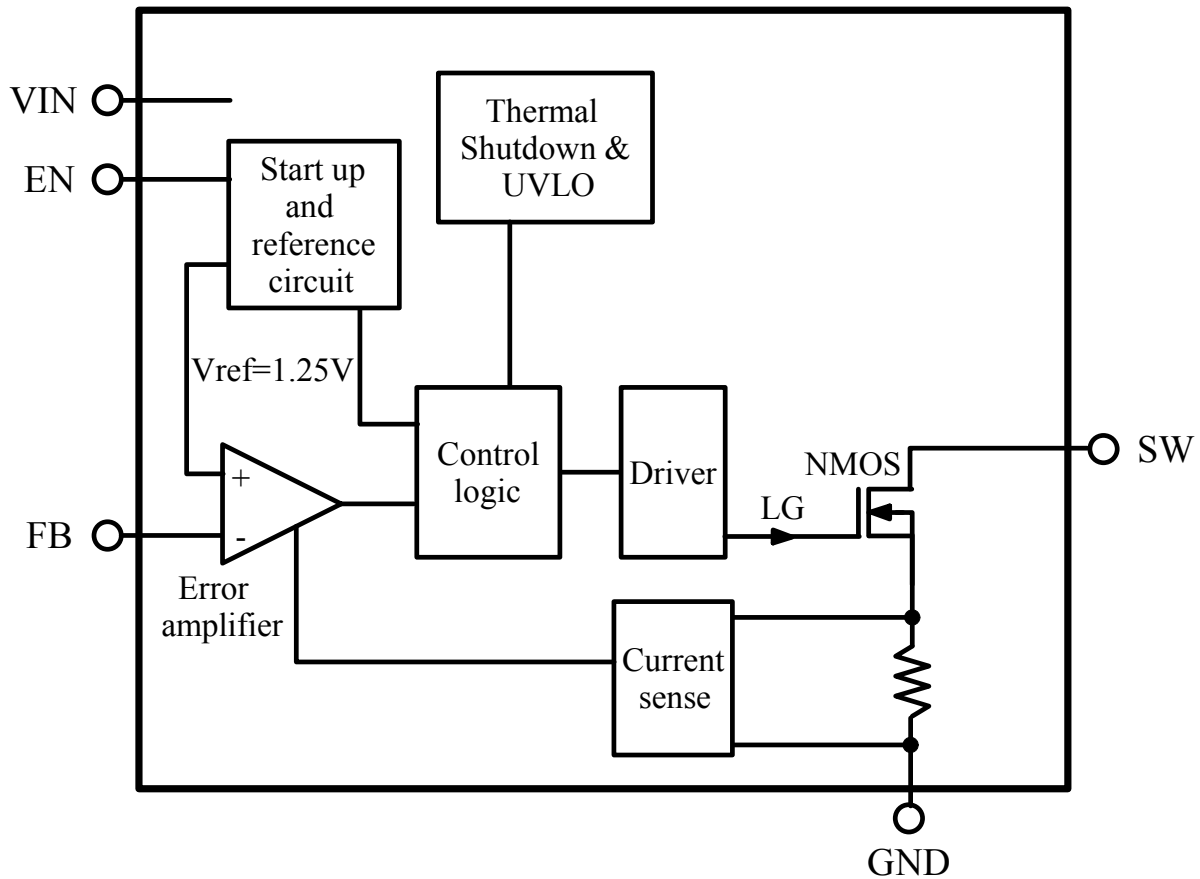 VIN
Thermal
Shutdown &
UVLO
EN
Start up
and
reference
circuit
Vref=1.25V
Control
logic
Driver
NMOS
SW
LG
+
-
FB
Error
amplifier
Current
sense
GND